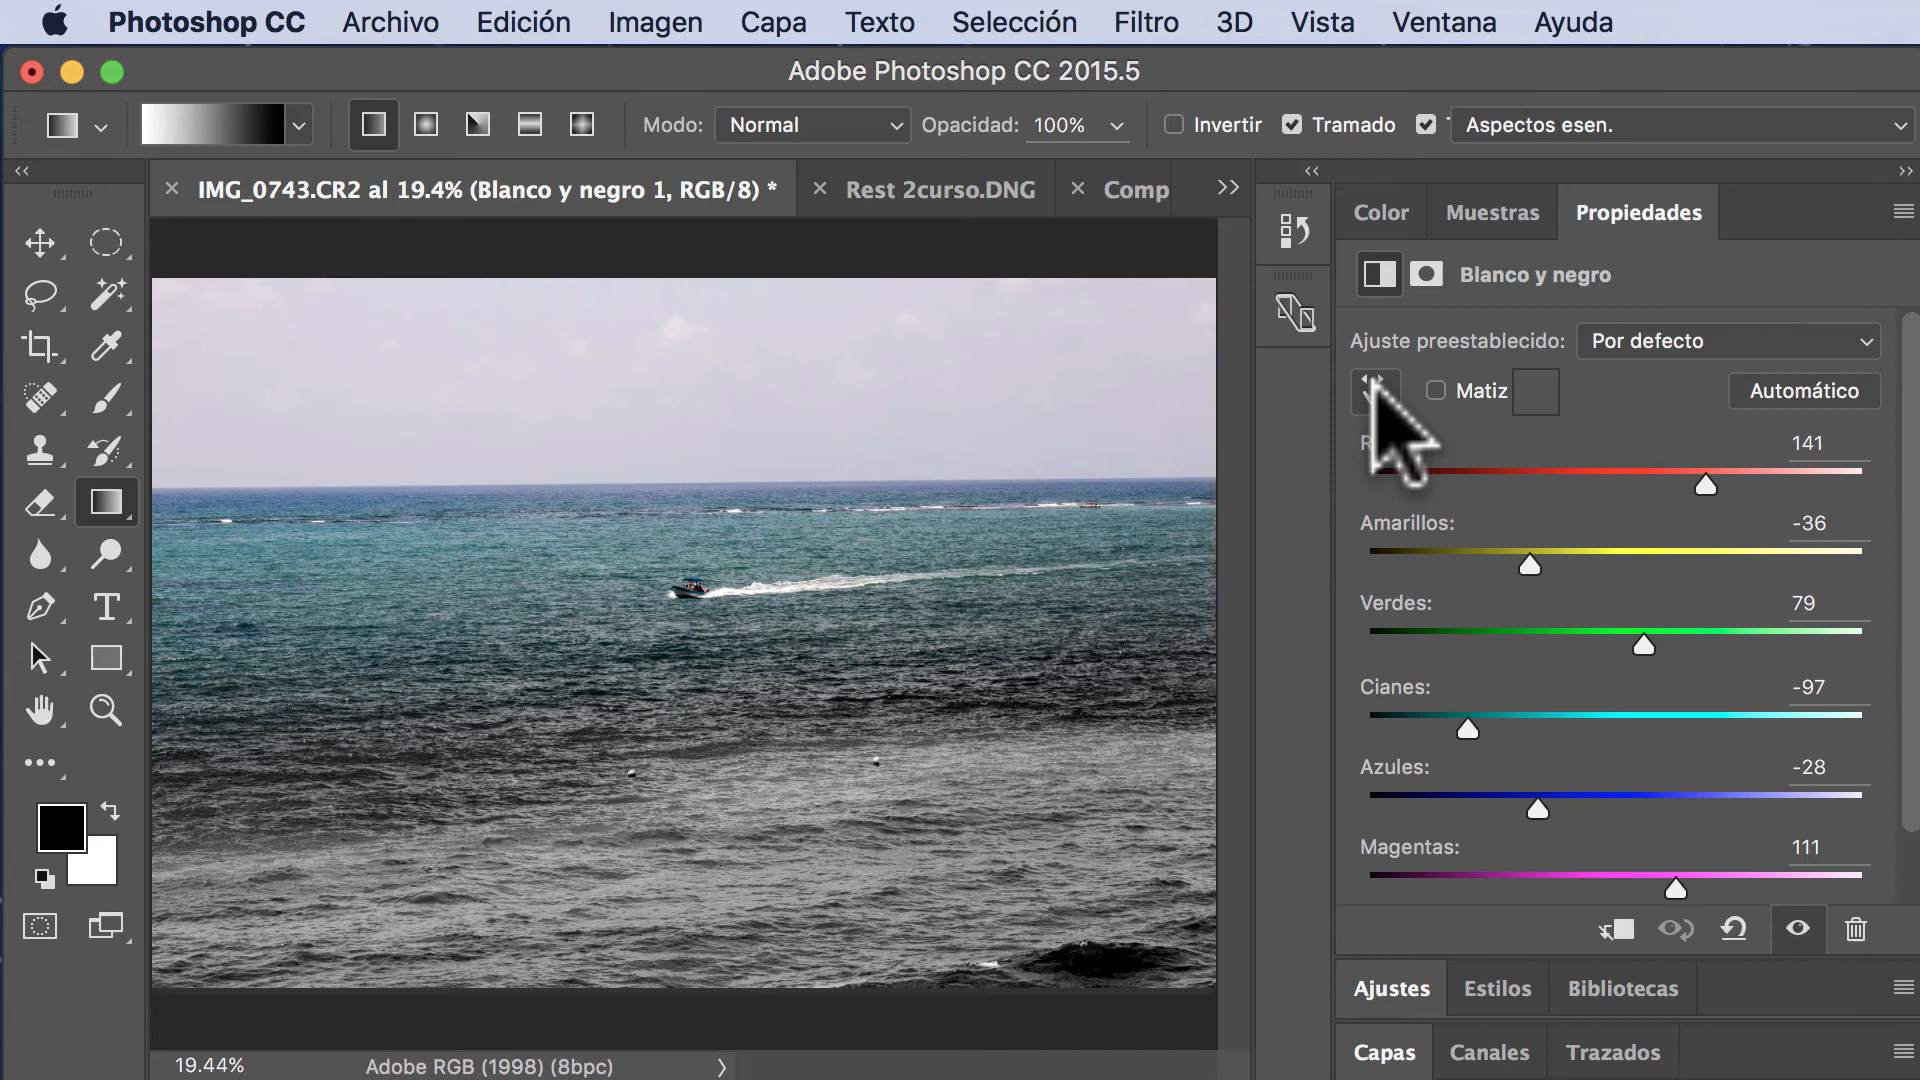 Photoshop CC Archivo Edición Imagen Capa Texto Selección Filtro 3D Vista Ventana Ayuda
Adobe Photoshop CC 2015.5
Modo: Normal Opacidad: 100% Invertir Tramado Aspectos esen.
IMG_0743.CR2 al 19.4% (Blanco y negro 1, RGB/8) * Rest 2curso.DNG Comp
Color Muestras Propiedades
Blanco y negro
Ajuste preestablecido: Por defecto
Matiz Automático
141
Amarillos: -36
Verdes: 79
Cianes: -97
Azules: -28
Magentas: 111
Ajustes Estilos Bibliotecas
Capas Canales Trazados
19.44% Adobe RGB (1998) (8bpc)